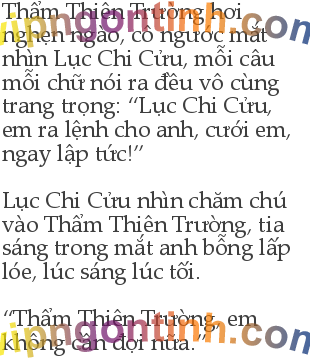 Thẩm Thiên Trường hơi
nghẹn ngào, cô ngước mắt
nhìn Lục Chi Cửu, mỗi câu
mỗi chữ nói ra đều vô cùng
trang trọng: “Lục Chi Cửu,
em ra lệnh cho anh, cưới em,
ngay lập tức!”
Lục Chi Cửu nhìn chăm chú
vào Thẩm Thiên Trường, tia
sáng trong mắt anh bỗng lấp
lóe, lúc sáng lúc tối.
“Thẩm Thiên Trường, em
không cần đợi nữa.”
vipngontinh.com
vipngontinh.com